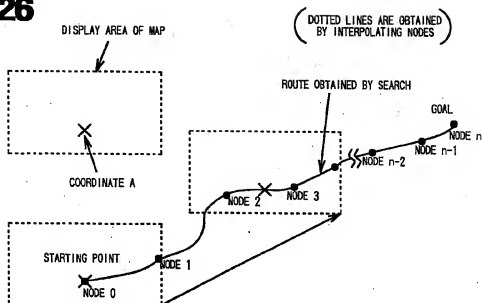 26
DISPLAY AREA OF MAP
(DOTTED LINES ARE OBTAINED
BY INTERPOLATING NODES)
ROUTE OBTAINED BY SEARCH
GOAL
NODE n
NODE n-1
NODE n-2
COORDINATE A
NODE 2
NODE 3
STARTING POINT
NODE 1
NODE 0